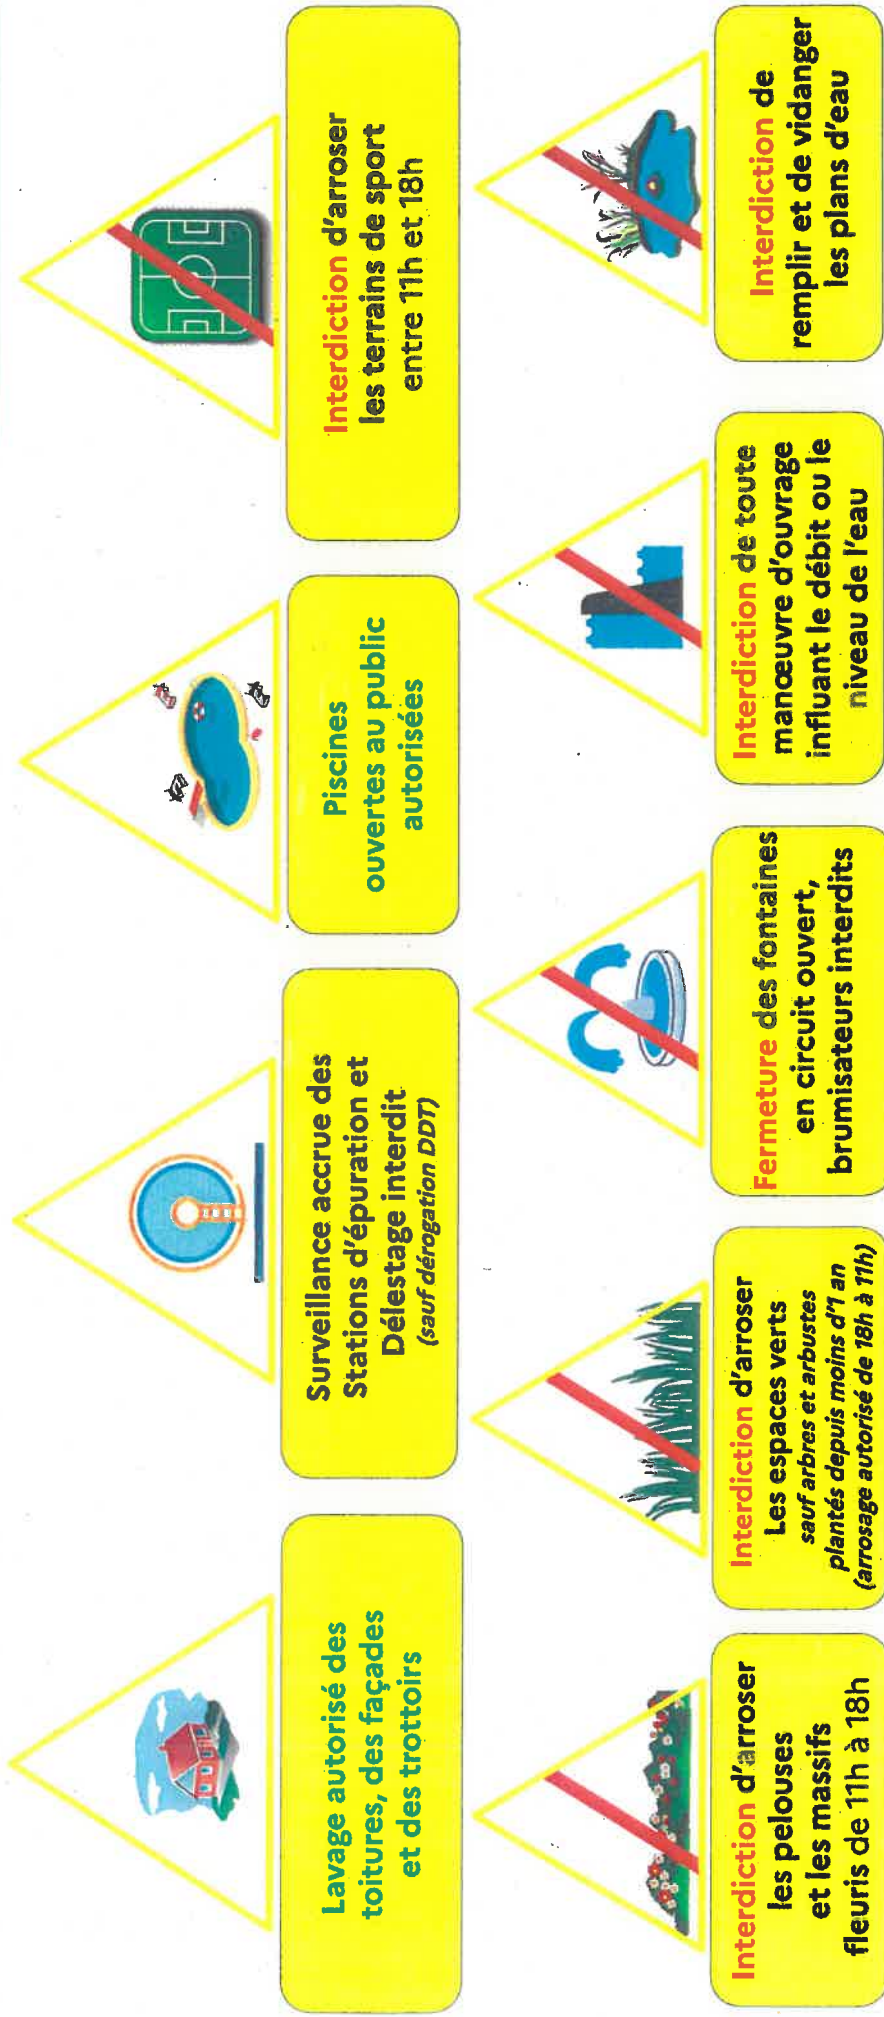 Lavage autorisé des
toitures, des façades
et des trottoirs
Surveillance accrue des
Stations d'épuration et
Délestage interdit
(sauf dérogation DDT)
Piscines
ouvertes au public
autorisées
Interdiction d'arroser
les terrains de sport
entre 11h et 18h
Interdiction d'arroser
les pelouses
et les massifs
fleuris de 11h à 18h
Interdiction d'arroser
Les espaces verts
sauf arbres et arbustes
plantés depuis moins d'1 an
(arrosage autorisé de 18h à 11h)
Fermeture des fontaines
en circuit ouvert,
brumisateurs interdits
Interdiction de toute
manœuvre d'ouvrage
influant le débit ou le
niveau de l'eau
Interdiction de
remplir et de vidanger
les plans d'eau